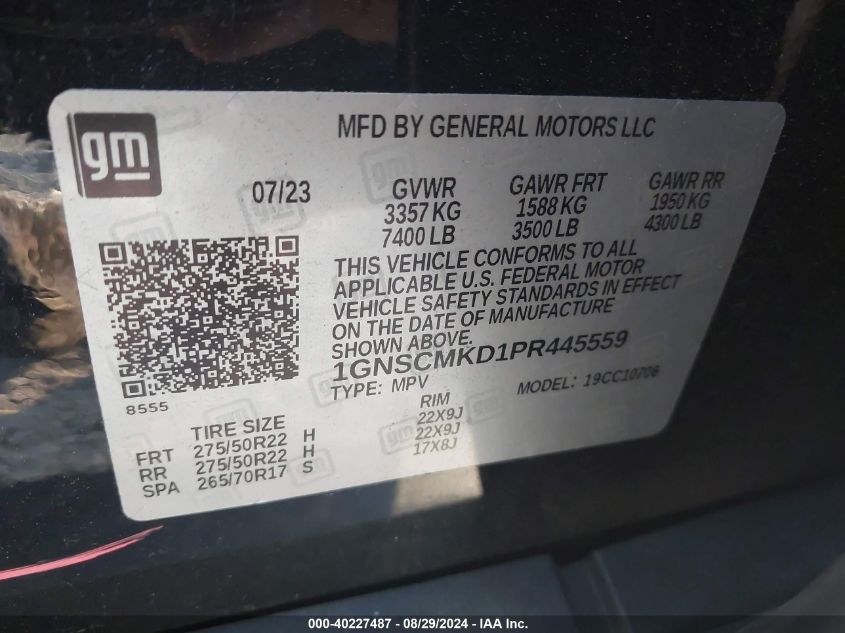 gm
MFD BY GENERAL MOTORS LLC
07/23
GVWR
3357 KG
7400 LB
GAWR FRT
1588 KG
3500 LB
GAWR RR
1950 KG
4300 LB
THIS VEHICLE CONFORMS TO ALL
APPLICABLE U.S. FEDERAL MOTOR
VEHICLE SAFETY STANDARDS IN EFFECT
ON THE DATE OF MANUFACTURE
SHOWN ABOVE.
1GNSCMKD1PR445559
TYPE: MPV
MODEL: 19CC10706
8555
TIRE SIZE
RIM
FRT 275/50R22 H 22X9J
RR 275/50R22 H 22X9J
SPA 265/70R17 S 17X8J
000-40227487 - 08/29/2024 - IAA Inc.